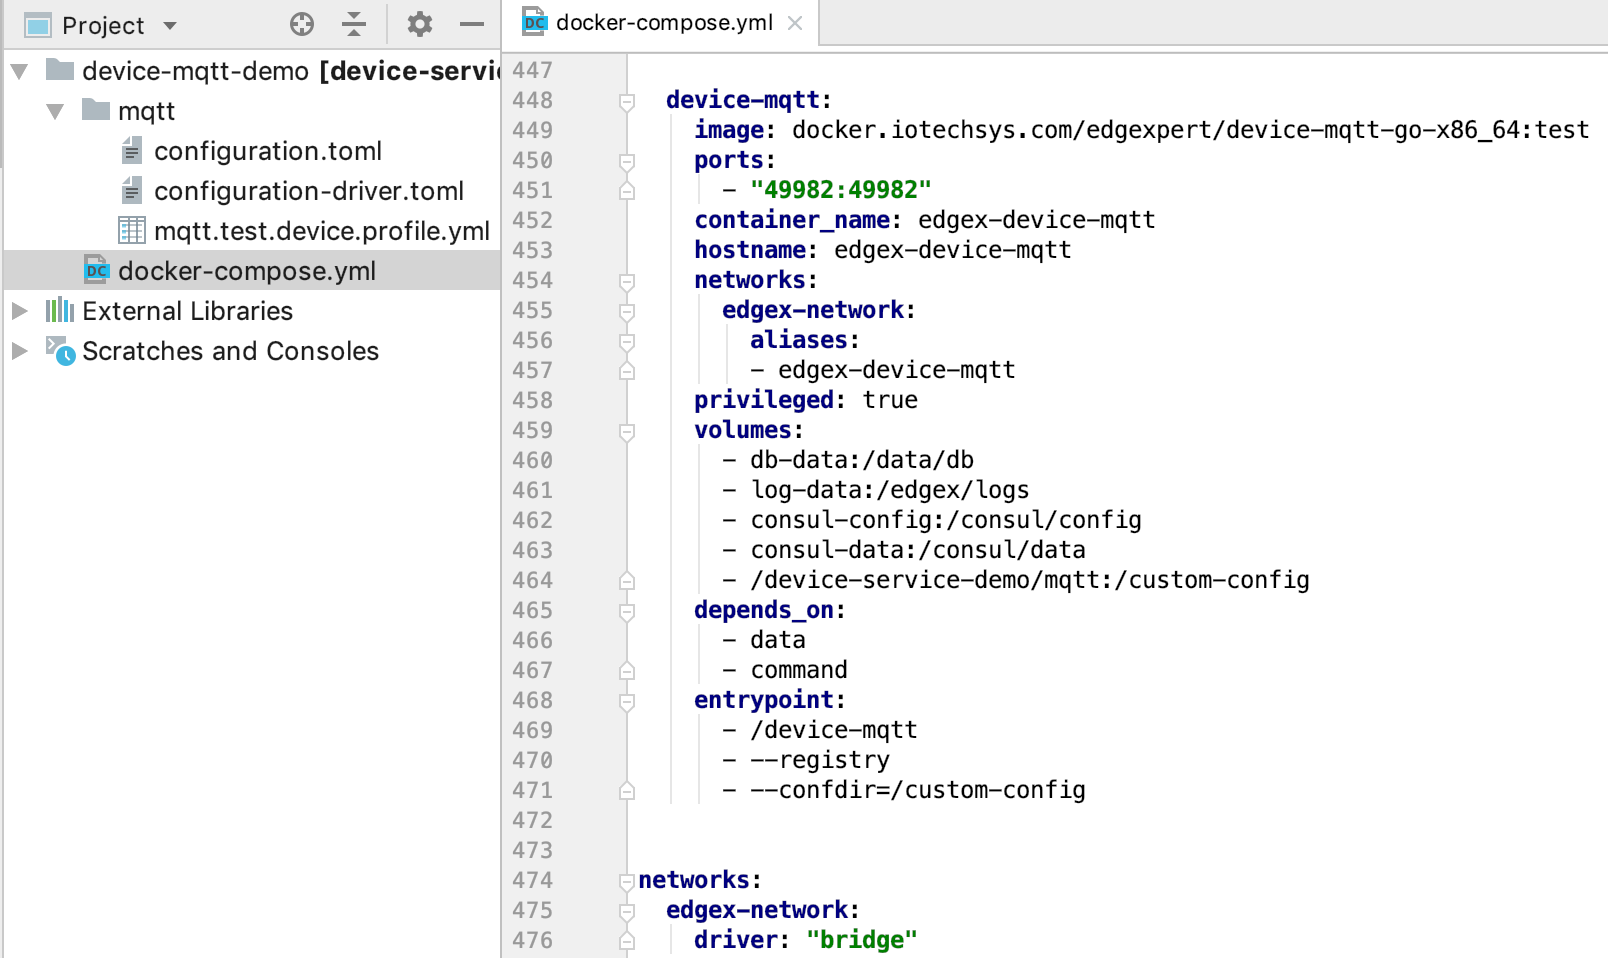 Project
device-mqtt-demo [device-servi
mqtt
configuration.toml
configuration-driver.toml
mqtt.test.device.profile.yml
DC docker-compose.yml
External Libraries
Scratches and Consoles
DC docker-compose.yml
447
448 device-mqtt:
449 image: docker.iotechsys.com/edgexpert/device-mqtt-go-x86_64:test
450 ports:
451 - "49982:49982"
452 container_name: edgex-device-mqtt
453 hostname: edgex-device-mqtt
454 networks:
455 edgex-network:
456 aliases:
457 - edgex-device-mqtt
458 privileged: true
459 volumes:
460 - db-data:/data/db
461 - log-data:/edgex/logs
462 - consul-config:/consul/config
463 - consul-data:/consul/data
464 - /device-service-demo/mqtt:/custom-config
465 depends_on:
466 - data
467 - command
468 entrypoint:
469 - /device-mqtt
470 - --registry
471 - --confdir=/custom-config
472
473
474 networks:
475 edgex-network:
476 driver: "bridge"